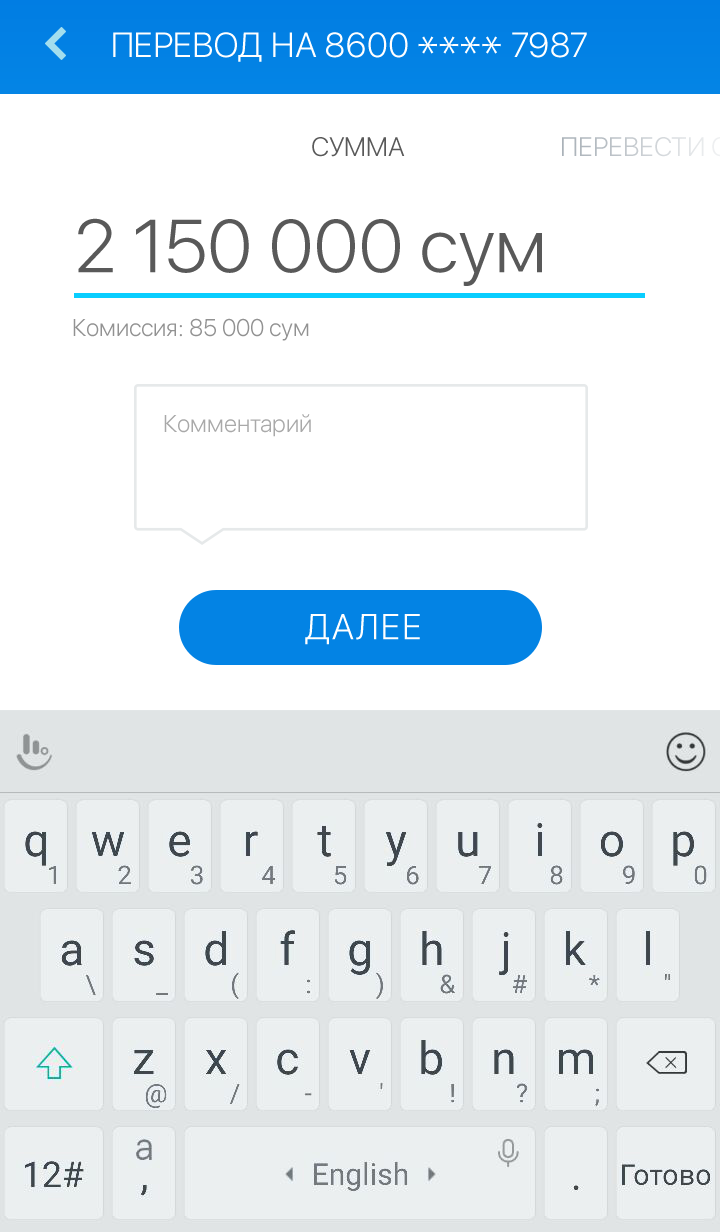 ПЕРЕВОД НА 8600 **** 7987
СУММА ПЕРЕВЕСТИ
2 150 000 сум
Комиссия: 85 000 сум
Комментарий
ДАЛЕЕ
q w e r t y u i o p
1 2 3 4 5 6 7 8 9 0
a s d f g h j k l
\ _ ( : ) & # * "
z x c v b n m
@ / - ' ! ? ;
12# a , English . Готово